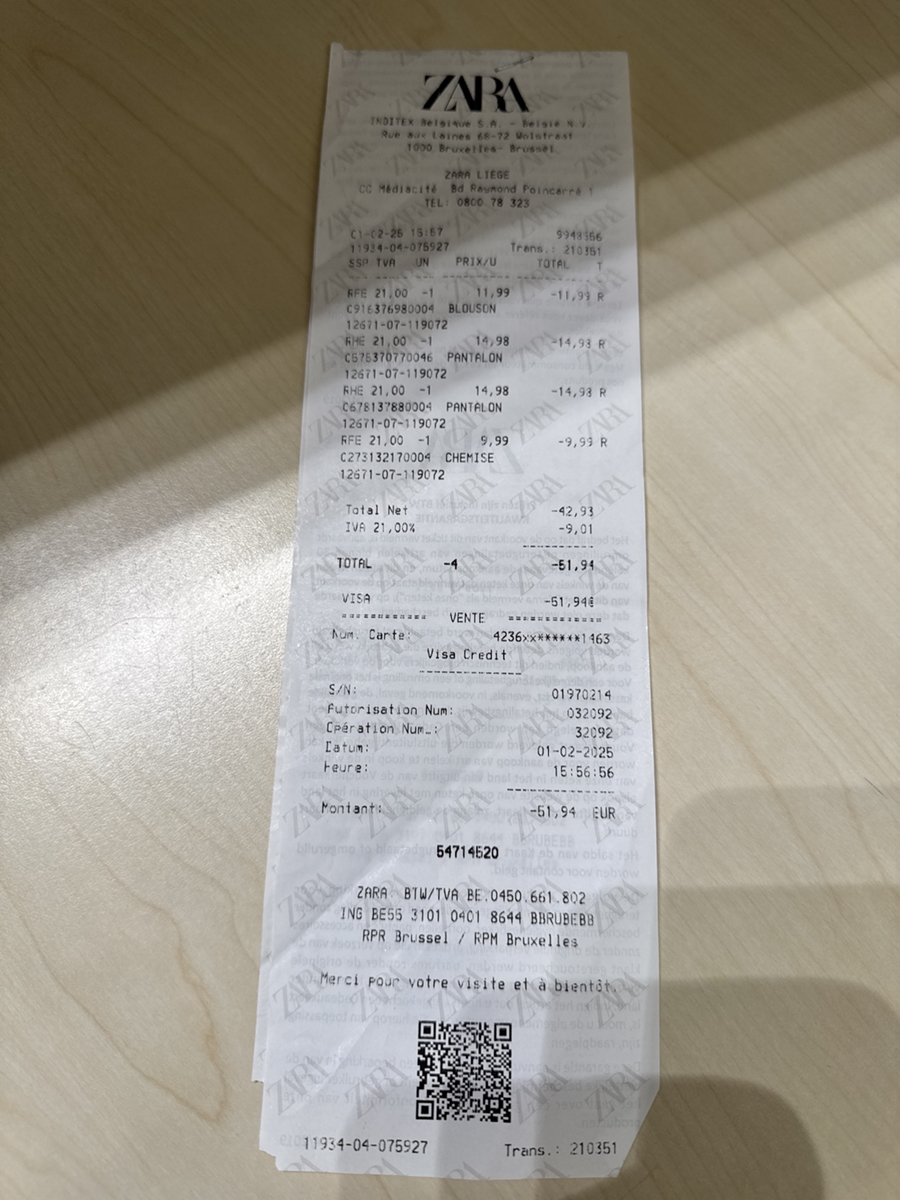 ZARA
INDITEX Belgique S.A. - België N.V.
Rue aux Laines 68-72 Wolstraat
1000 Bruxelles- Brussel
ZARA LIEGE
CC Médiacité Bd Raymond Poincarré 1
TEL: 0800 78 323
15:57 9948356
11934-04-075927 Trans.: 210351
SSP TVA UN PRIX/U TOTAL T
RFE 21,00 -1 11,99 -11,99 R
C916376980004 BLOUSON
12671-07-119072
RHE 21,00 -1 14,98 -14,98 R
C575370770046 PANTALON
12671-07-119072
RHE 21,00 -1 14,98 -14,98 R
C678137880004 PANTALON
12671-07-119072
RFE 21,00 -1 9,99 -9,99 R
C273132170004 CHEMISE
12671-07-119072
Total Net -42,93
IVA 21,00% -9,01
TOTAL -4 -51,94
VISA -51,94€
=========== VENTE ===========
Num. Carte: 4236xx******1463
Visa Credit
S/N: 01970214
Autorisation Num: 032092
Opération Num.: 32092
Datum: 01-02-2025
Heure: 15:56:56
Montant: -51,94 EUR
54714520
ZARA BTW/TVA BE.0450.661.802
ING BE55 3101 0401 8644 BBRUBEBB
RPR Brussel / RPM Bruxelles
Merci pour votre visite et à bientôt.
11934-04-075927 Trans.: 210351